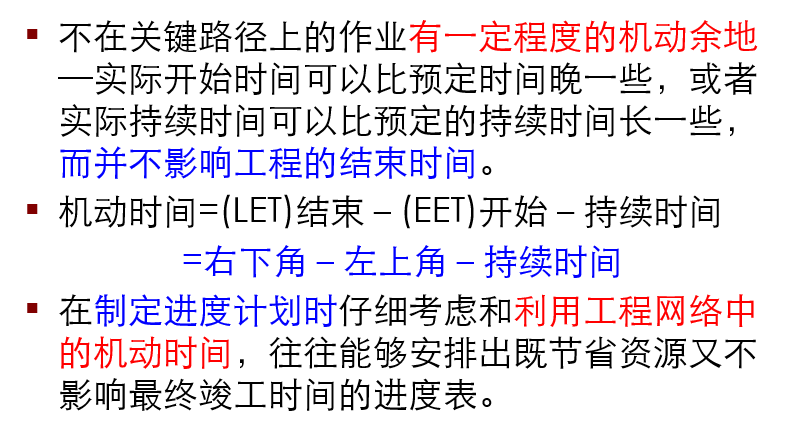 ▪ 不在关键路径上的作业有一定程度的机动余地
—实际开始时间可以比预定时间晚一些，或者
实际持续时间可以比预定的持续时间长一些，
而并不影响工程的结束时间。
▪ 机动时间=(LET)结束 – (EET)开始 – 持续时间
=右下角 – 左上角 – 持续时间
▪ 在制定进度计划时仔细考虑和利用工程网络中
的机动时间，往往能够安排出既节省资源又不
影响最终竣工时间的进度表。